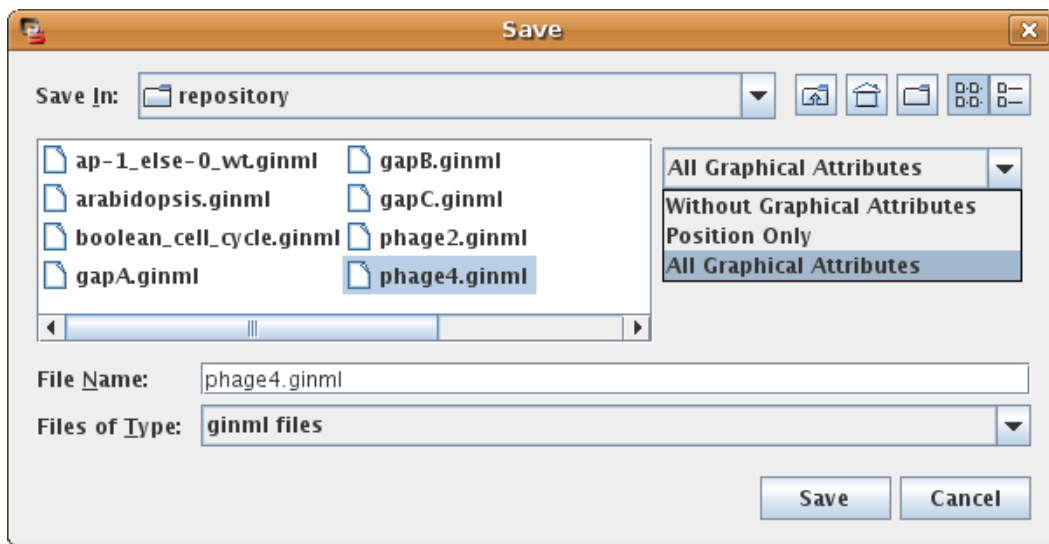 Save
Save In: repository
ap-1_else-0_wt.ginml gapB.ginml
arabidopsis.ginml gapC.ginml
boolean_cell_cycle.ginml phage2.ginml
gapA.ginml phage4.ginml
All Graphical Attributes
Without Graphical Attributes
Position Only
All Graphical Attributes
File Name: phage4.ginml
Files of Type: ginml files
Save Cancel